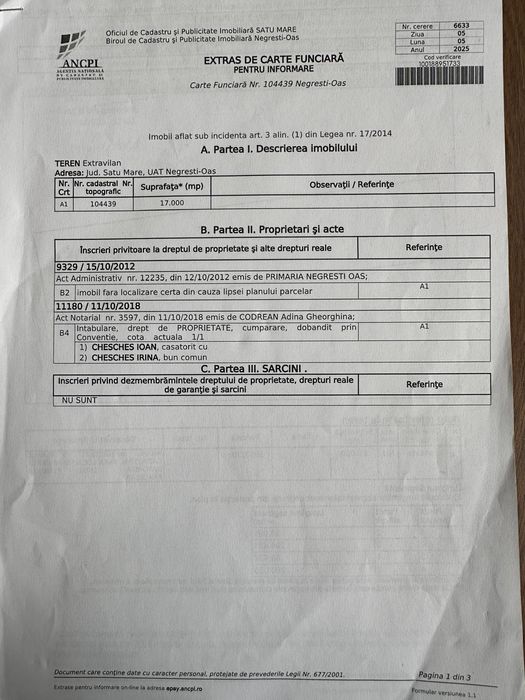 Oficiul de Cadastru şi Publicitate Imobiliară SATU MARE
Biroul de Cadastru şi Publicitate Imobiliară Negresti-Oas
Nr. cerere 6633
Ziua 05
Luna 05
Anul 2025
Cod verificare
100188951733
ANCPI
AGENTIA NATIONALA
DE CADASTRU SI
PUBLICITATE IMOBILIARA
EXTRAS DE CARTE FUNCIARĂ
PENTRU INFORMARE
Carte Funciară Nr. 104439 Negresti-Oas
Imobil aflat sub incidenta art. 3 alin. (1) din Legea nr. 17/2014
A. Partea I. Descrierea imobilului
TEREN Extravilan
Adresa: Jud. Satu Mare, UAT Negresti-Oas
Nr. Crt Nr. cadastral Nr. topografic Suprafaţa* (mp) Observaţii / Referinţe
A1 104439 17.000
B. Partea II. Proprietari şi acte
Înscrieri privitoare la dreptul de proprietate şi alte drepturi reale Referinţe
9329 / 15/10/2012
Act Administrativ nr. 12235, din 12/10/2012 emis de PRIMARIA NEGRESTI OAS;
B2 imobil fara localizare certa din cauza lipsei planului parcelar A1
11180 / 11/10/2018
Act Notarial nr. 3597, din 11/10/2018 emis de CODREAN Adina Gheorghina;
B4 Intabulare, drept de PROPRIETATE, cumparare, dobandit prin A1
Conventie, cota actuala 1/1
1) CHESCHES IOAN, casatorit cu
2) CHESCHES IRINA, bun comun
C. Partea III. SARCINI .
Inscrieri privind dezmembrămintele dreptului de proprietate, drepturi reale Referinţe
de garanţie şi sarcini
NU SUNT
Document care conţine date cu caracter personal, protejate de prevederile Legii Nr. 677/2001.
Pagina 1 din 3
Extrase pentru informare on-line la adresa epay.ancpi.ro
Formular versiunea 1.1